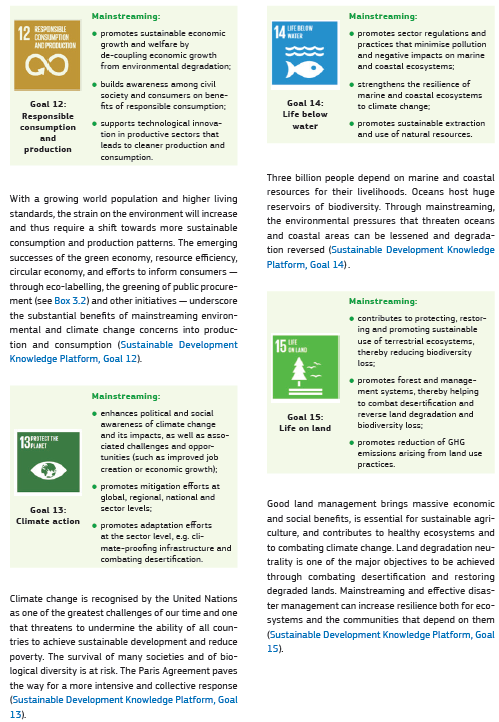 12 RESPONSIBLE
CONSUMPTION
AND PRODUCTION
Goal 12:
Responsible
consumption
and
production
Mainstreaming:
● promotes sustainable economic
growth and welfare by
de-coupling economic growth
from environmental degradation;
● builds awareness among civil
society and consumers on bene-
fits of responsible consumption;
● supports technological innova-
tion in productive sectors that
leads to cleaner production and
consumption.
With a growing world population and higher living
standards, the strain on the environment will increase
and thus require a shift towards more sustainable
consumption and production patterns. The emerging
successes of the green economy, resource efficiency,
circular economy, and efforts to inform consumers —
through eco-labelling, the greening of public procure-
ment (see Box 3.2) and other initiatives — underscore
the substantial benefits of mainstreaming environ-
mental and climate change concerns into produc-
tion and consumption (Sustainable Development
Knowledge Platform, Goal 12).
13 PROTECT THE
PLANET
Goal 13:
Climate action
Mainstreaming:
● enhances political and social
awareness of climate change
and its impacts, as well as asso-
ciated challenges and oppor-
tunities (such as improved job
creation or economic growth);
● promotes mitigation efforts at
global, regional, national and
sector levels;
● promotes adaptation efforts
at the sector level, e.g. cli-
mate-proofing infrastructure and
combating desertification.
Climate change is recognised by the United Nations
as one of the greatest challenges of our time and one
that threatens to undermine the ability of all coun-
tries to achieve sustainable development and reduce
poverty. The survival of many societies and of bio-
logical diversity is at risk. The Paris Agreement paves
the way for a more intensive and collective response
(Sustainable Development Knowledge Platform, Goal
13).
14 LIFE BELOW
WATER
Goal 14:
Life below
water
Mainstreaming:
● promotes sector regulations and
practices that minimise pollution
and negative impacts on marine
and coastal ecosystems;
● strengthens the resilience of
marine and coastal ecosystems
to climate change;
● promotes sustainable extraction
and use of natural resources.
Three billion people depend on marine and coastal
resources for their livelihoods. Oceans host huge
reservoirs of biodiversity. Through mainstreaming,
the environmental pressures that threaten oceans
and coastal areas can be lessened and degrada-
tion reversed (Sustainable Development Knowledge
Platform, Goal 14).
15 LIFE
ON LAND
Goal 15:
Life on land
Mainstreaming:
● contributes to protecting, restor-
ing and promoting sustainable
use of terrestrial ecosystems,
thereby reducing biodiversity
loss;
● promotes forest and manage-
ment systems, thereby helping
to combat desertification and
reverse land degradation and
biodiversity loss;
● promotes reduction of GHG
emissions arising from land use
practices.
Good land management brings massive economic
and social benefits, is essential for sustainable agri-
culture, and contributes to healthy ecosystems and
to combating climate change. Land degradation neu-
trality is one of the major objectives to be achieved
through combating desertification and restoring
degraded lands. Mainstreaming and effective disas-
ter management can increase resilience both for eco-
systems and the communities that depend on them
(Sustainable Development Knowledge Platform, Goal
15).